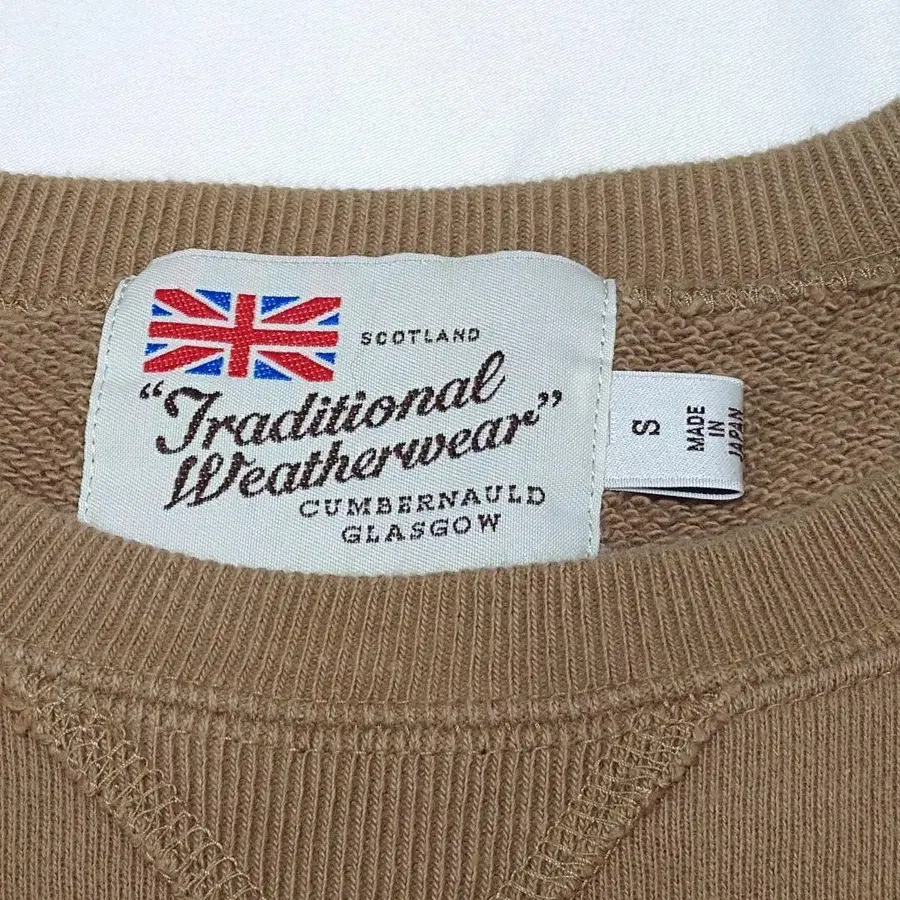 SCOTLAND
"Traditional
Weatherwear"
CUMBERNAULD
GLASGOW
S
MADE
IN
JAPAN